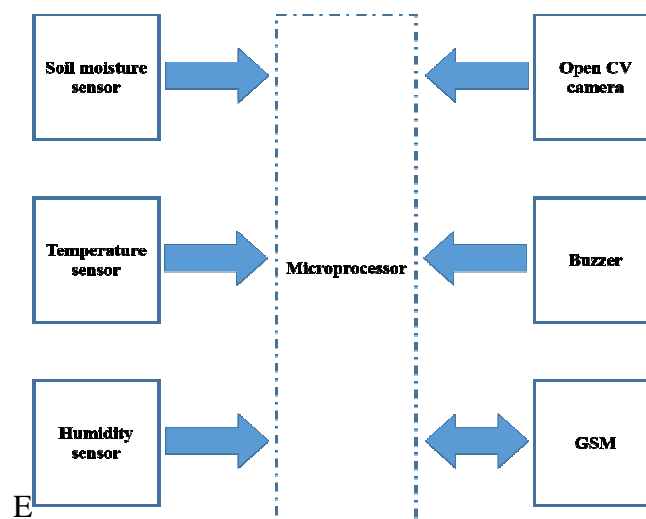 Soil moisture
sensor
Open CV
camera
Temperature
sensor
Microprocessor
Buzzer
Humidity
sensor
GSM
E